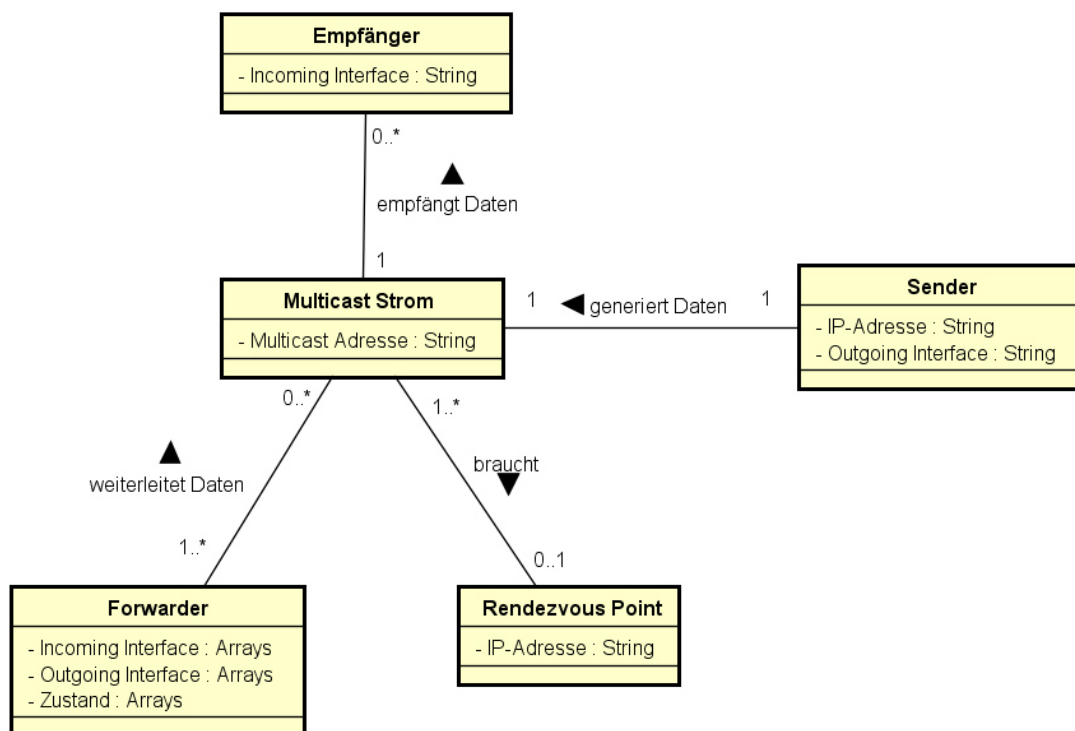 Empfänger
- Incoming Interface : String
0..*
empfängt Daten
1
Multicast Strom
- Multicast Adresse : String
1
generiert Daten
1
Sender
- IP-Adresse : String
- Outgoing Interface : String
0..*
1..*
weiterleitet Daten
braucht
1..*
0..1
Forwarder
- Incoming Interface : Arrays
- Outgoing Interface : Arrays
- Zustand : Arrays
Rendezvous Point
- IP-Adresse : String